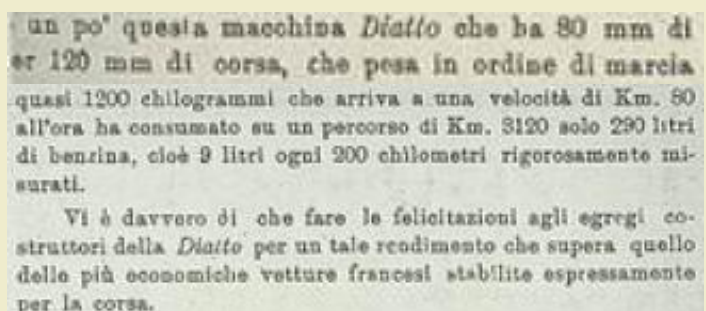 un po' questa macchina Diatto che ha 80 mm di
er 120 mm di corsa, che pesa in ordine di marcia
quasi 1200 chilogrammi che arriva a una velocità di Km. 80
all'ora ha consumato su un percorso di Km. 3120 solo 290 litri
di benzina, cioè 9 litri ogni 200 chilometri rigorosamente mi-
surati.
Vi è davvero di che fare le felicitazioni agli egregi co-
struttori della Diatto per un tale rendimento che supera quello
delle più economiche vetture francesi stabilite espressamente
per la corsa.